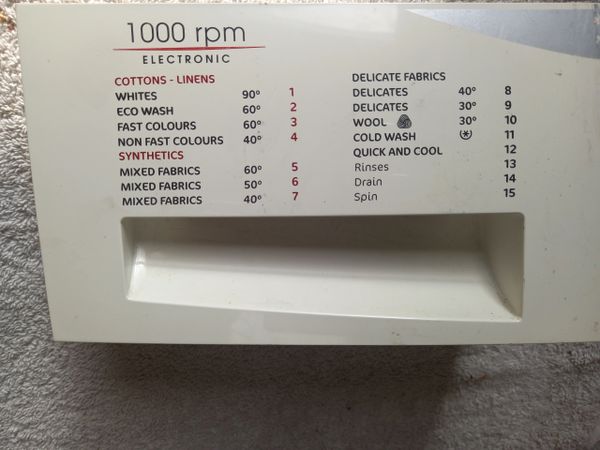 1000 rpm
ELECTRONIC
COTTONS - LINENS
WHITES 90° 1
ECO WASH 60° 2
FAST COLOURS 60° 3
NON FAST COLOURS 40° 4
SYNTHETICS
MIXED FABRICS 60° 5
MIXED FABRICS 50° 6
MIXED FABRICS 40° 7
DELICATE FABRICS
DELICATES 40° 8
DELICATES 30° 9
WOOL 30° 10
COLD WASH 11
QUICK AND COOL 12
Rinses 13
Drain 14
Spin 15